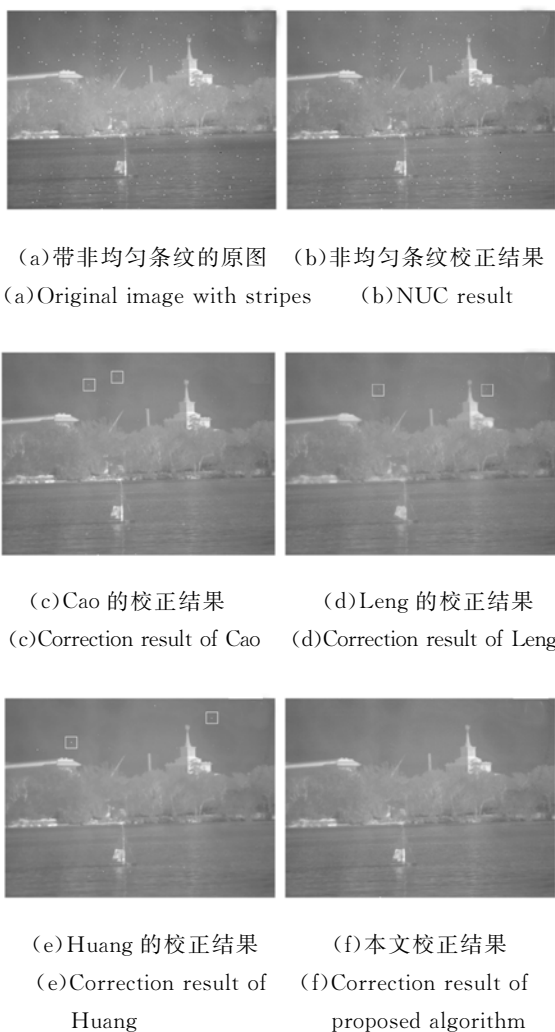 (a)带非均匀条纹的原图 (b)非均匀条纹校正结果
(a)Original image with stripes (b)NUC result
(c)Cao 的校正结果 (d)Leng 的校正结果
(c)Correction result of Cao (d)Correction result of Leng
(e)Huang 的校正结果 (f)本文校正结果
(e)Correction result of (f)Correction result of
Huang proposed algorithm